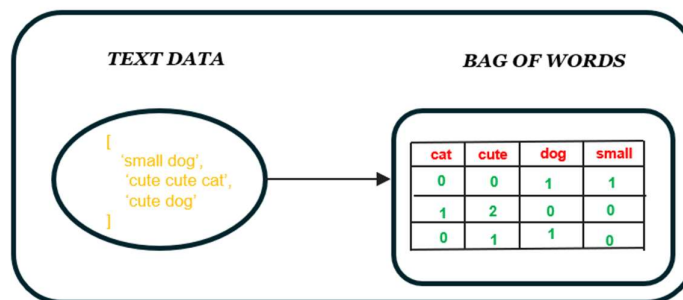 TEXT DATA
BAG OF WORDS
[
'small dog',
'cute cute cat',
'cute dog'
]
cat cute dog small
0 0 1 1
1 2 0 0
0 1 1 0